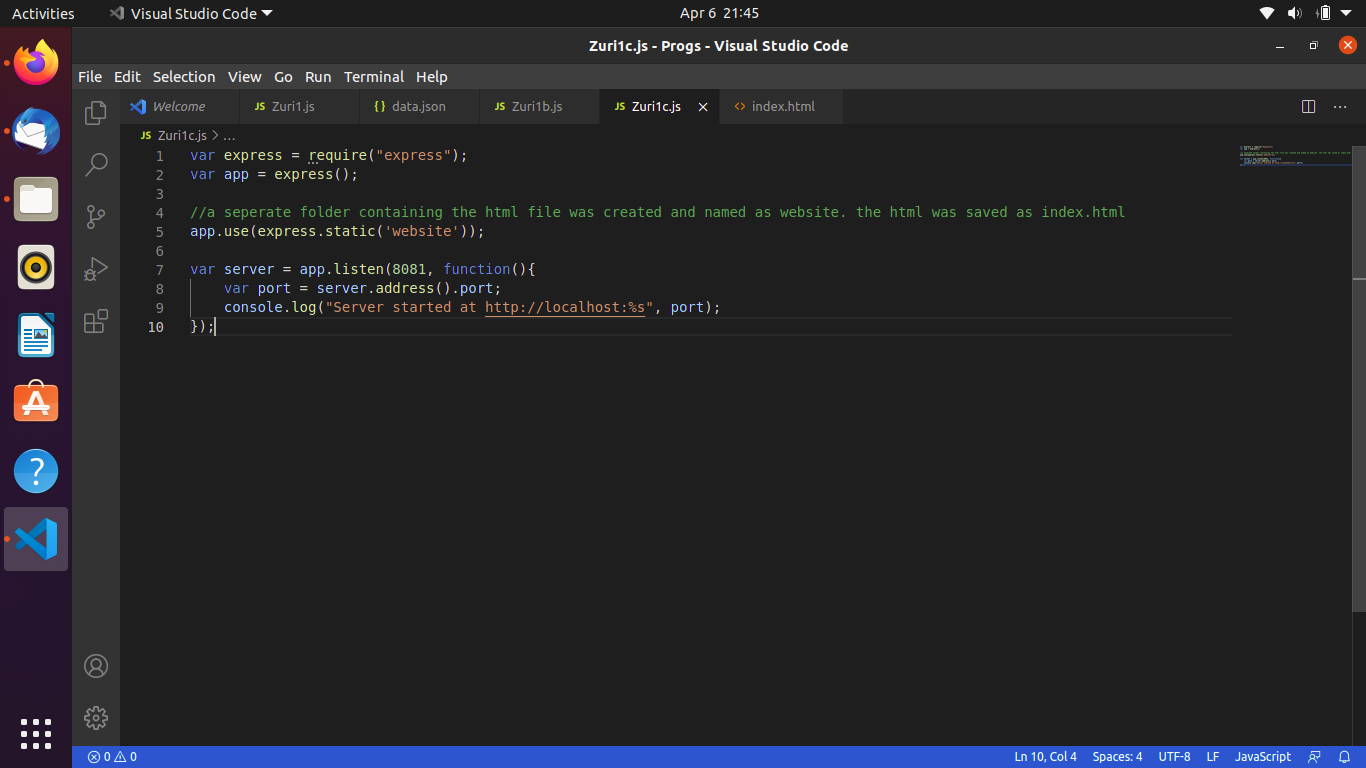 Activities
Visual Studio Code
Apr 6 21:45
Zuri1c.js - Progs - Visual Studio Code
File Edit Selection View Go Run Terminal Help
Welcome
JS Zuri1.js
{} data.json
JS Zuri1b.js
JS Zuri1c.js
<> index.html
JS Zuri1c.js > ...
1 var express = require("express");
2 var app = express();
3
4 //a seperate folder containing the html file was created and named as website. the html was saved as index.html
5 app.use(express.static('website'));
6
7 var server = app.listen(8081, function(){
8     var port = server.address().port;
9     console.log("Server started at http://localhost:%s", port);
10 });
?
0 0
Ln 10, Col 4 Spaces: 4 UTF-8 LF JavaScript